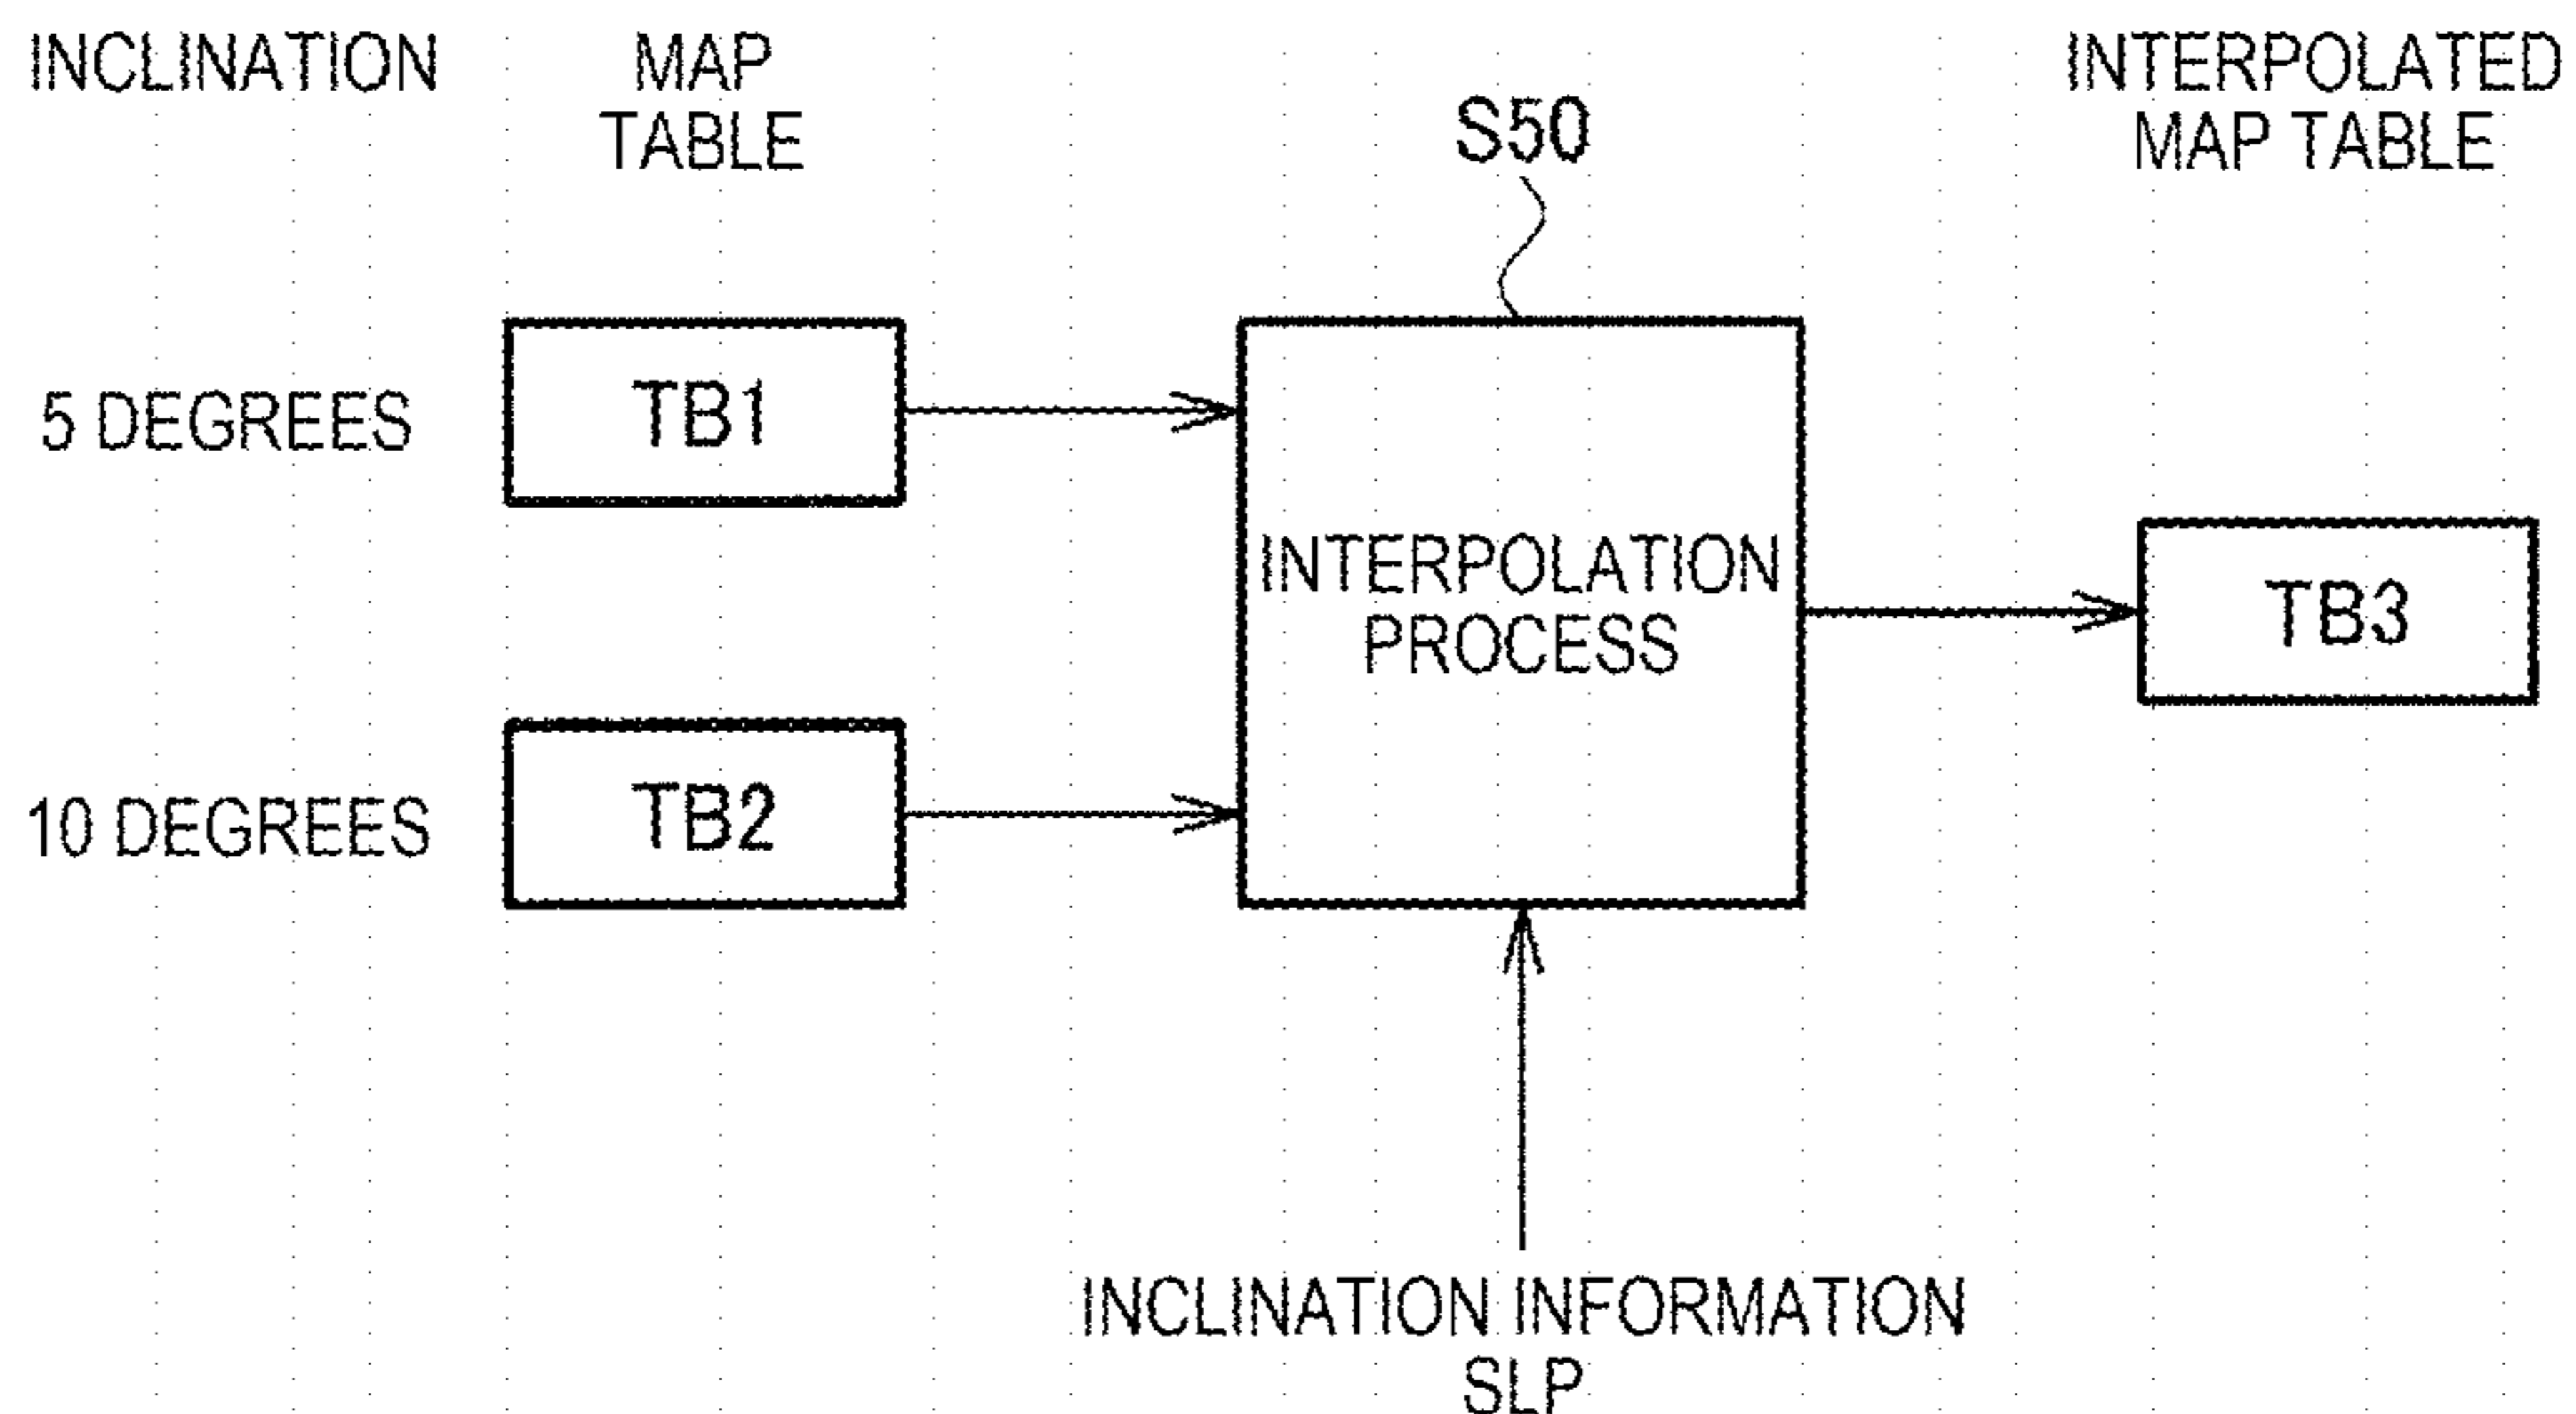 INCLINATION
MAP
TABLE
S50
INTERPOLATED
MAP TABLE
5 DEGREES
TB1
INTERPOLATION
PROCESS
TB3
10 DEGREES
TB2
INCLINATION INFORMATION
SLP